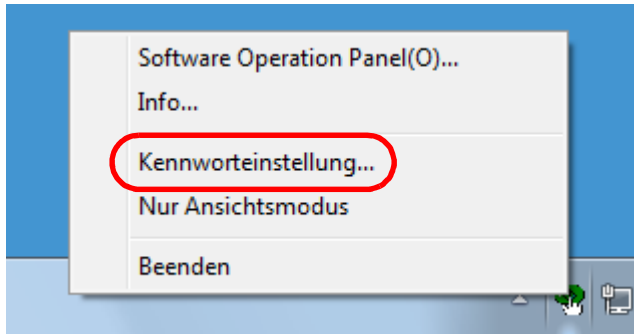 Software Operation Panel(O)...
Info...
Kennworteinstellung...
Nur Ansichtsmodus
Beenden